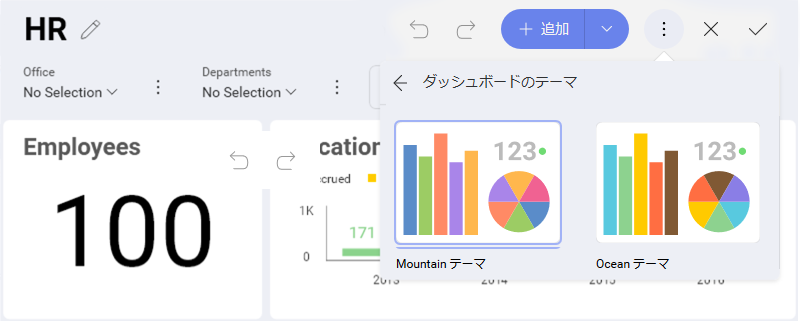 HR
追加
Office
Departments
No Selection
No Selection
ダッシュボードのテーマ
Employees
cation
crued
100
1K
171
0
123
123
Mountain テーマ
Ocean テーマ
2013
2014
2015
2016